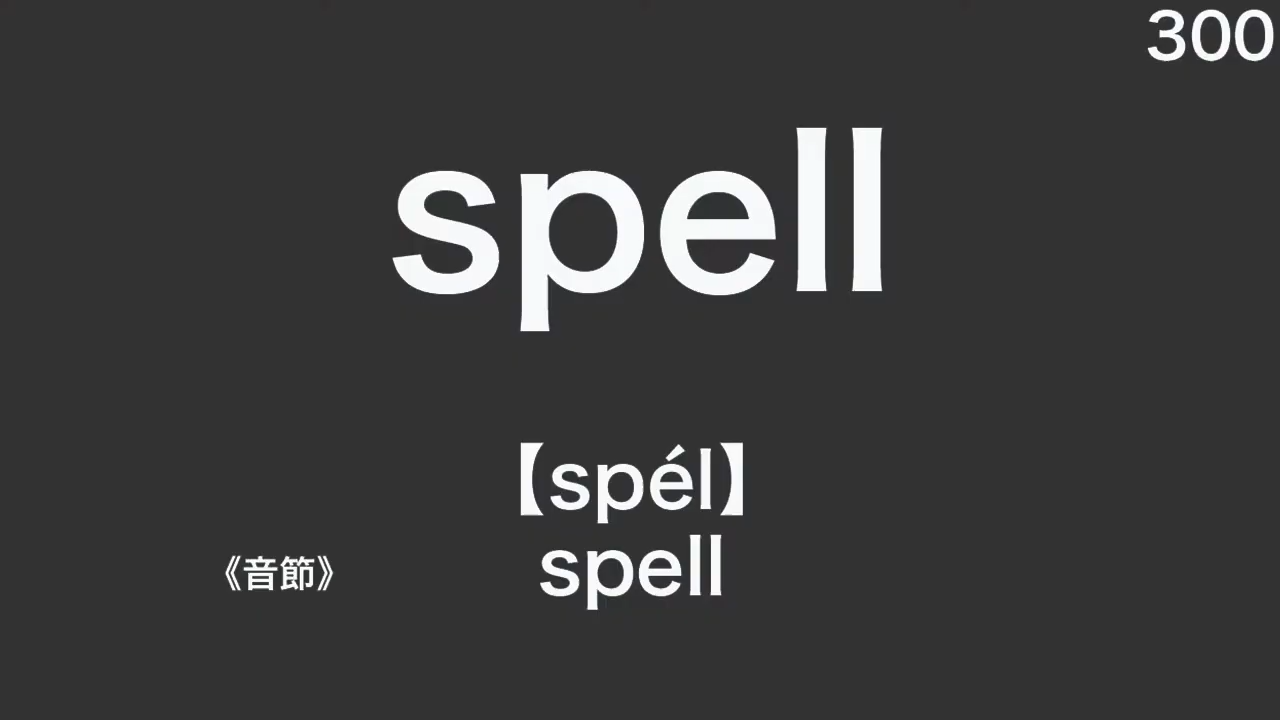 300
spell
【spél】
《音節》 spell